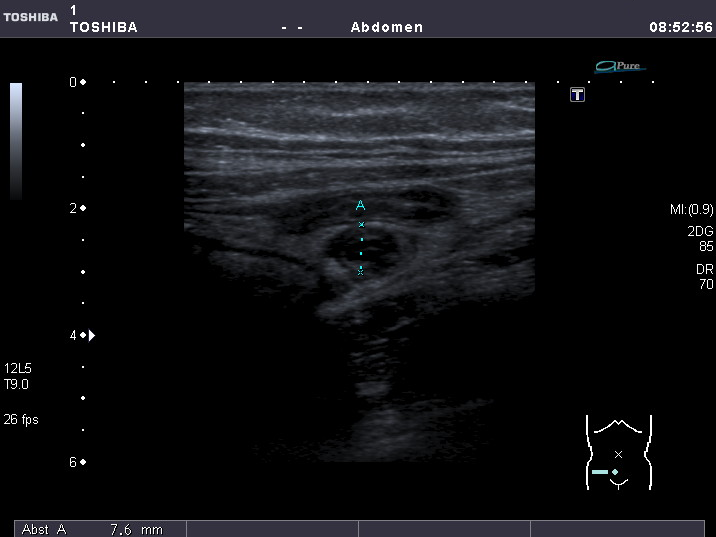 TOSHIBA
1
TOSHIBA - - Abdomen 08:52:56
aPure
T
0
2
4
6
A
MI:(0.9)
2DG
85
DR
70
12L5
T9.0
26 fps
Abst A 7.6 mm